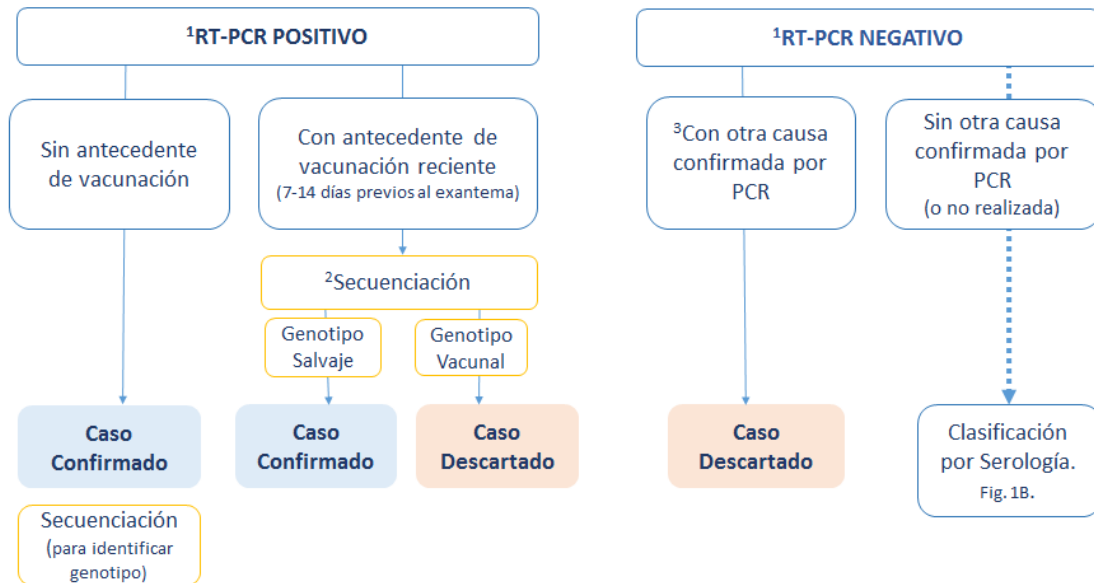 ¹RT-PCR POSITIVO
Sin antecedente
de vacunación
Con antecedente de
vacunación reciente
(7-14 días previos al exantema)
²Secuenciación
Genotipo
Salvaje
Genotipo
Vacunal
Caso
Confirmado
Caso
Confirmado
Caso
Descartado
Secuenciación
(para identificar
genotipo)
¹RT-PCR NEGATIVO
³Con otra causa
confirmada por
PCR
Sin otra causa
confirmada por
PCR
(o no realizada)
Caso
Descartado
Clasificación
por Serología.
Fig. 1B.